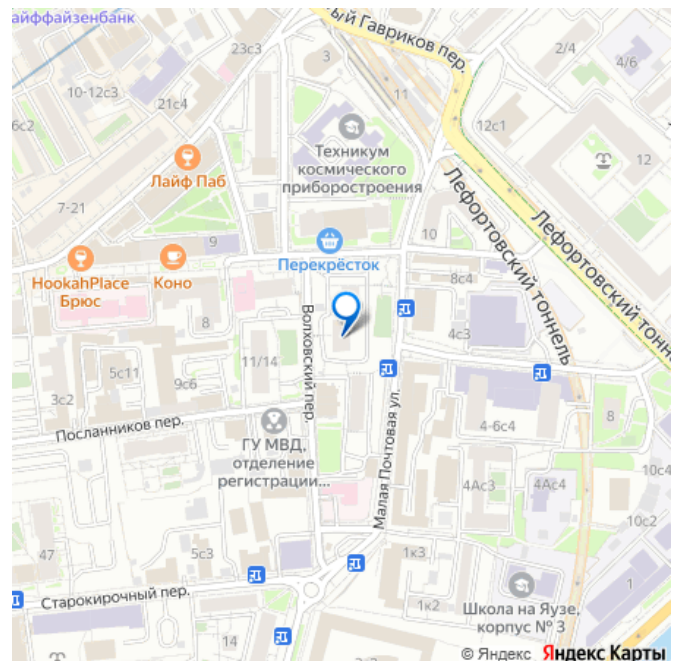 айффайзенбанк
ый Гавриков пер.
23с3
3
2/4
4/6
10-12с3
11
21с4
6с2
12с1
Техникум
космического
приборостроения
12
Лайф Паб
7-21
Лефортовский тоннель
Лефортовский тонн
9
10
Перекрёсток
HookahPlace
Брюс
Коно
8с4
8
Волховский пер.
4с3
11/14
5с11
9с6
3с2
8
Посланников пер.
ГУ МВД,
отделение
регистрации...
Малая Почтовая ул.
4-6с4
10с4
4Ас3
4Ас4
10с2
47
5с3
1к3
1
Старокирочный пер.
1к2
Школа на Яузе,
корпус № 3
14
© Яндекс Яндекс Карты